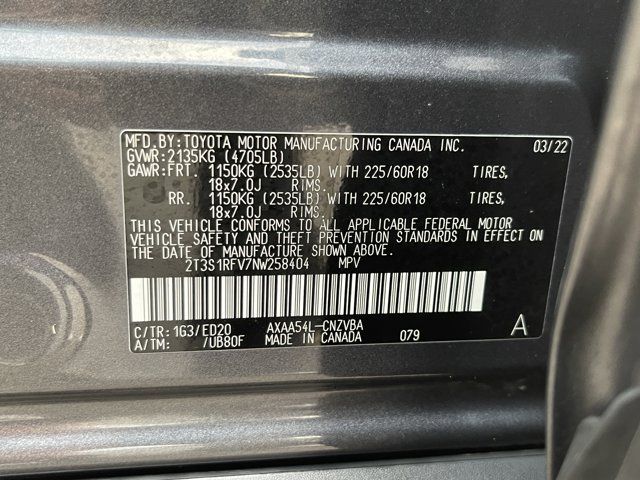 MFD.BY:TOYOTA MOTOR MANUFACTURING CANADA INC. 03/22
GVWR:2135KG (4705LB)
GAWR:FRT. 1150KG (2535LB) WITH 225/60R18 TIRES,
18x7.0J RIMS.
RR. 1150KG (2535LB) WITH 225/60R18 TIRES,
18x7.0J RIMS.
THIS VEHICLE CONFORMS TO ALL APPLICABLE FEDERAL MOTOR
VEHICLE SAFETY AND THEFT PREVENTION STANDARDS IN EFFECT ON
THE DATE OF MANUFACTURE SHOWN ABOVE.
2T3S1RFV7NW258404 MPV
C/TR: 1G3/ED20 AXAA54L-CNZVBA A
A/TM: /UB80F MADE IN CANADA 079